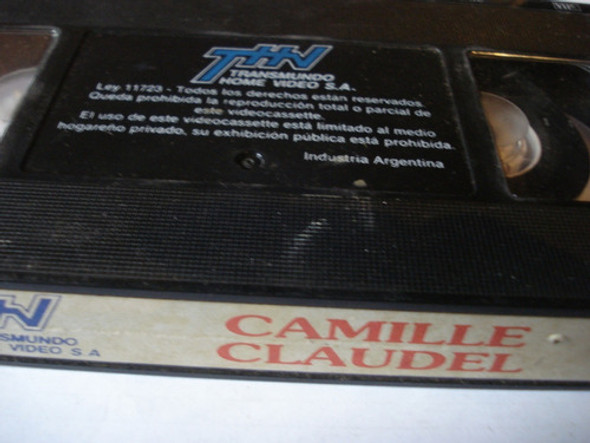 THV
TRANSMUNDO
HOME VIDEO S.A.
Ley 11723 - Todos los derechos están reservados.
Queda prohibida la reproducción total o parcial de
este videocassette.
El uso de este videocassette está limitado al medio
hogareño privado, su exhibición pública está prohibida.
Industria Argentina
CAMILLE
CLAUDEL
HV
NSMUNDO
VIDEO S A